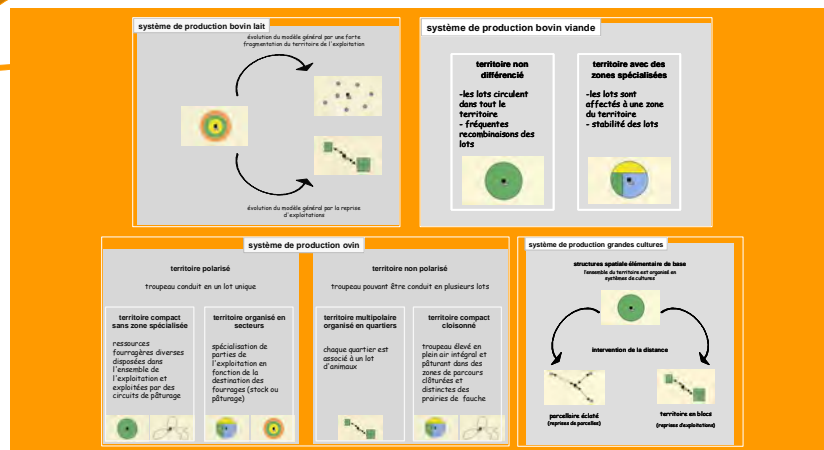 système de production bovin lait
évolution du modèle général par une forte
fragmentation du territoire de l'exploitation
évolution du modèle général par la reprise
d'exploitations
système de production bovin viande
territoire non
différencié
-les lots circulent
dans tout le
territoire
- fréquentes
recombinaisons des
lots
territoire avec des
zones spécialisées
-les lots sont
affectés à une zone
du territoire
- stabilité des lots
système de production ovin
territoire polarisé
troupeau conduit en un lot unique
territoire compact
sans zone spécialisée
ressources
fourragères diverses
disposées dans
l'ensemble de
l'exploitation et
exploitées par des
circuits de pâturage
territoire organisé en
secteurs
spécialisation de
parties de
l'exploitation en
fonction de la
destination des
fourrages (stock ou
pâturage)
territoire non polarisé
troupeau pouvant être conduit en plusieurs lots
territoire multipolaire
organisé en quartiers
chaque quartier est
associé à un lot
d'animaux
territoire compact
cloisonné
troupeau élevé en
plein air intégral et
pâturant dans des
zones de parcours
clôturées et
distinctes des
prairies de fauche
système de production grandes cultures
structures spatiale élémentaire de base
l'ensemble du territoire est organisé en
systèmes de cultures
intervention de la distance
parcellaire éclaté
(reprises de parcelles)
territoire en blocs
(reprises d'exploitations)